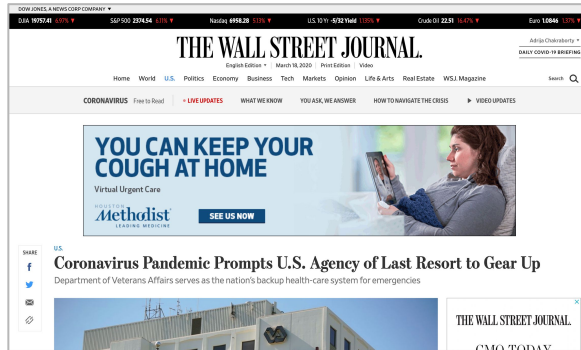 DOW JONES, A NEWS CORP COMPANY ▼
DJIA 19757.41 6.97% ▼ S&P 500 2374.54 6.11% ▼ Nasdaq 6958.28 5.13% ▼ U.S. 10 Yr -5/32 Yield 1.135% ▼ Crude Oil 22.51 16.47% ▼ Euro 1.0846 1.37% ▼
THE WALL STREET JOURNAL.
Adrija Chakraborty ▾
DAILY COVID-19 BRIEFING
English Edition ▾ March 18, 2020 Print Edition Video
Home World U.S. Politics Economy Business Tech Markets Opinion Life & Arts Real Estate WSJ. Magazine Search
CORONAVIRUS Free to Read LIVE UPDATES WHAT WE KNOW YOU ASK, WE ANSWER HOW TO NAVIGATE THE CRISIS VIDEO UPDATES
YOU CAN KEEP YOUR
COUGH AT HOME
Virtual Urgent Care
HOUSTON
Methodist
LEADING MEDICINE
SEE US NOW
SHARE
U.S.
Coronavirus Pandemic Prompts U.S. Agency of Last Resort to Gear Up
Department of Veterans Affairs serves as the nation's backup health-care system for emergencies
THE WALL STREET JOURNAL.
CMO TODAY